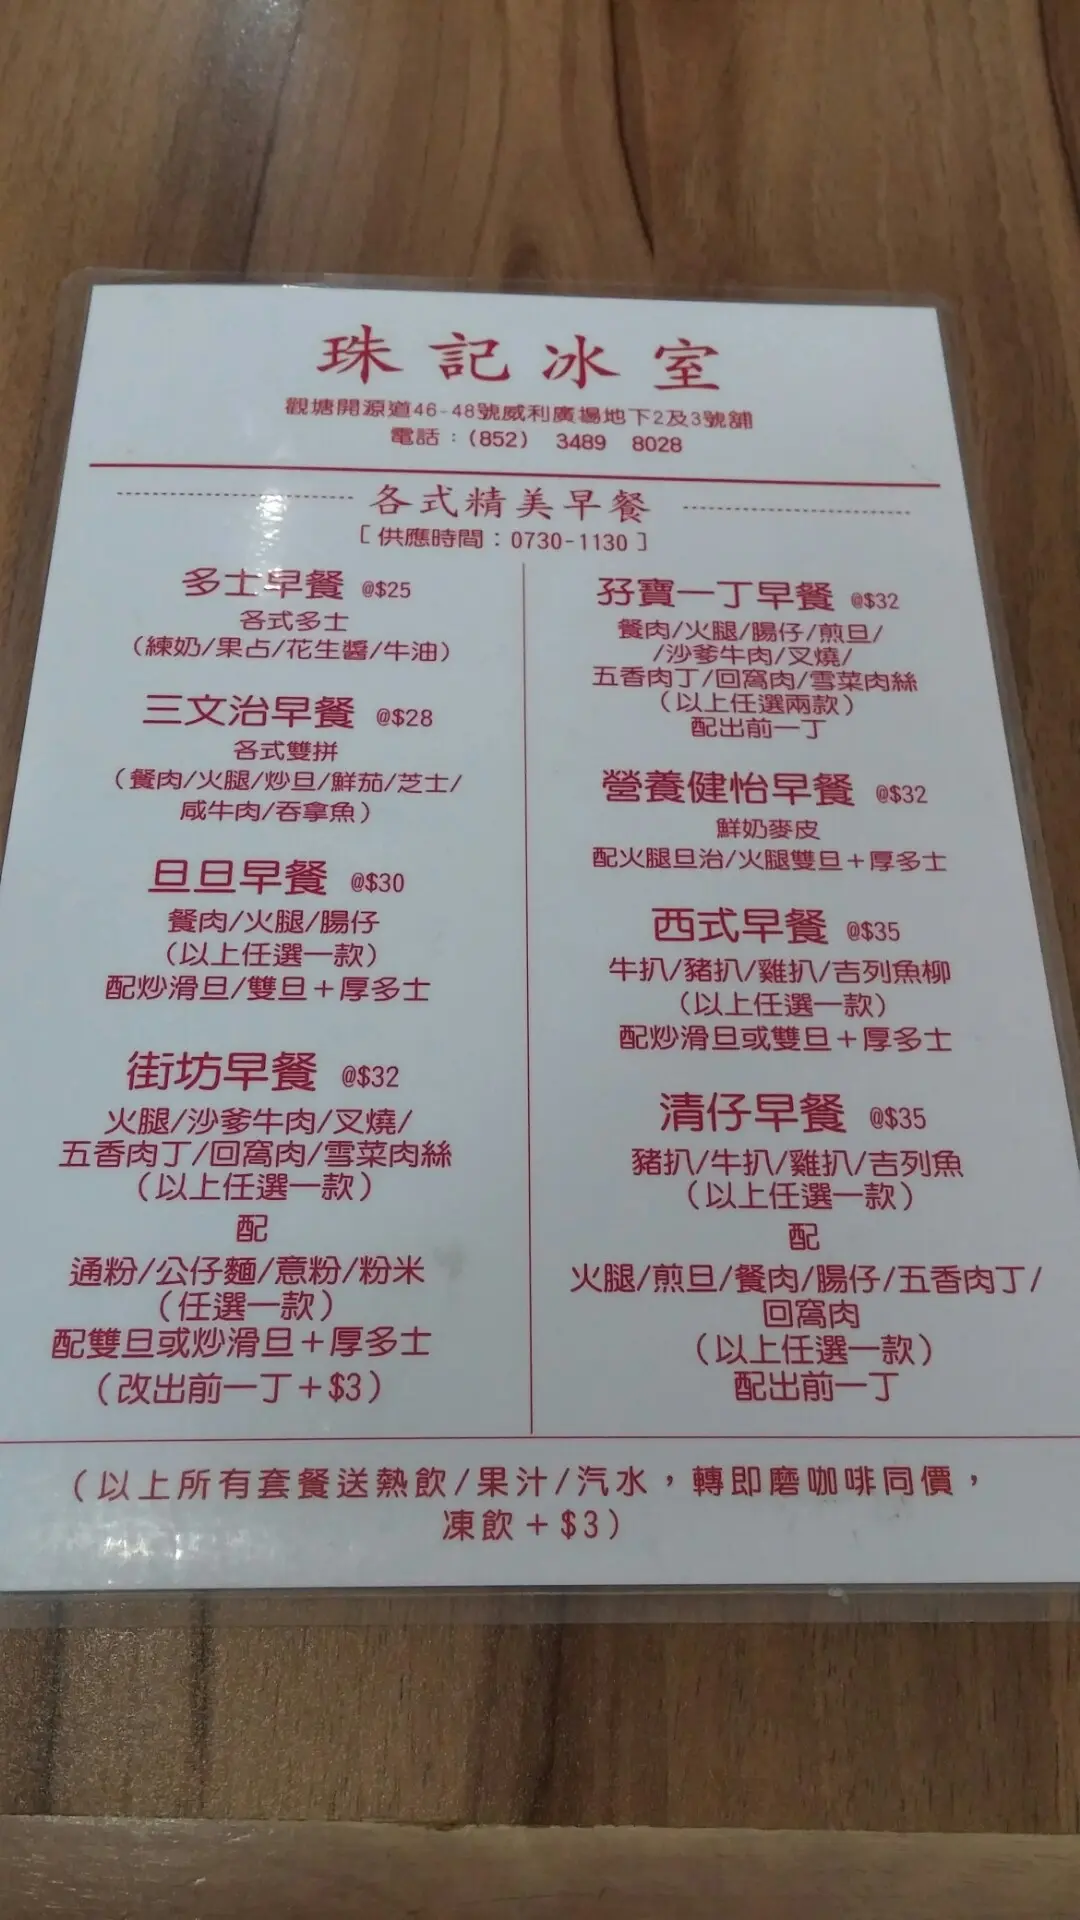 珠記冰室
觀塘開源道46-48號威利廣場地下2及3號舖
電話：(852) 3489 8028
各式精美早餐
[ 供應時間：0730-1130 ]
多士早餐 @$25
各式多士
（練奶/果占/花生醬/牛油）
三文治早餐 @$28
各式雙拼
（餐肉/火腿/炒旦/鮮茄/芝士/
咸牛肉/吞拿魚）
旦旦早餐 @$30
餐肉/火腿/腸仔
（以上任選一款）
配炒滑旦/雙旦＋厚多士
街坊早餐 @$32
火腿/沙爹牛肉/叉燒/
五香肉丁/回窩肉/雪菜肉絲
（以上任選一款）
配
通粉/公仔麵/意粉/粉米
（任選一款）
配雙旦或炒滑旦＋厚多士
（改出前一丁＋$3）
孖寶一丁早餐 @$32
餐肉/火腿/腸仔/煎旦/
/沙爹牛肉/叉燒/
五香肉丁/回窩肉/雪菜肉絲
（以上任選兩款）
配出前一丁
營養健怡早餐 @$32
鮮奶麥皮
配火腿旦治/火腿雙旦＋厚多士
西式早餐 @$35
牛扒/豬扒/雞扒/吉列魚柳
（以上任選一款）
配炒滑旦或雙旦＋厚多士
清仔早餐 @$35
豬扒/牛扒/雞扒/吉列魚
（以上任選一款）
配
火腿/煎旦/餐肉/腸仔/五香肉丁/
回窩肉
（以上任選一款）
配出前一丁
（以上所有套餐送熱飲/果汁/汽水，轉即磨咖啡同價，
凍飲＋$3）